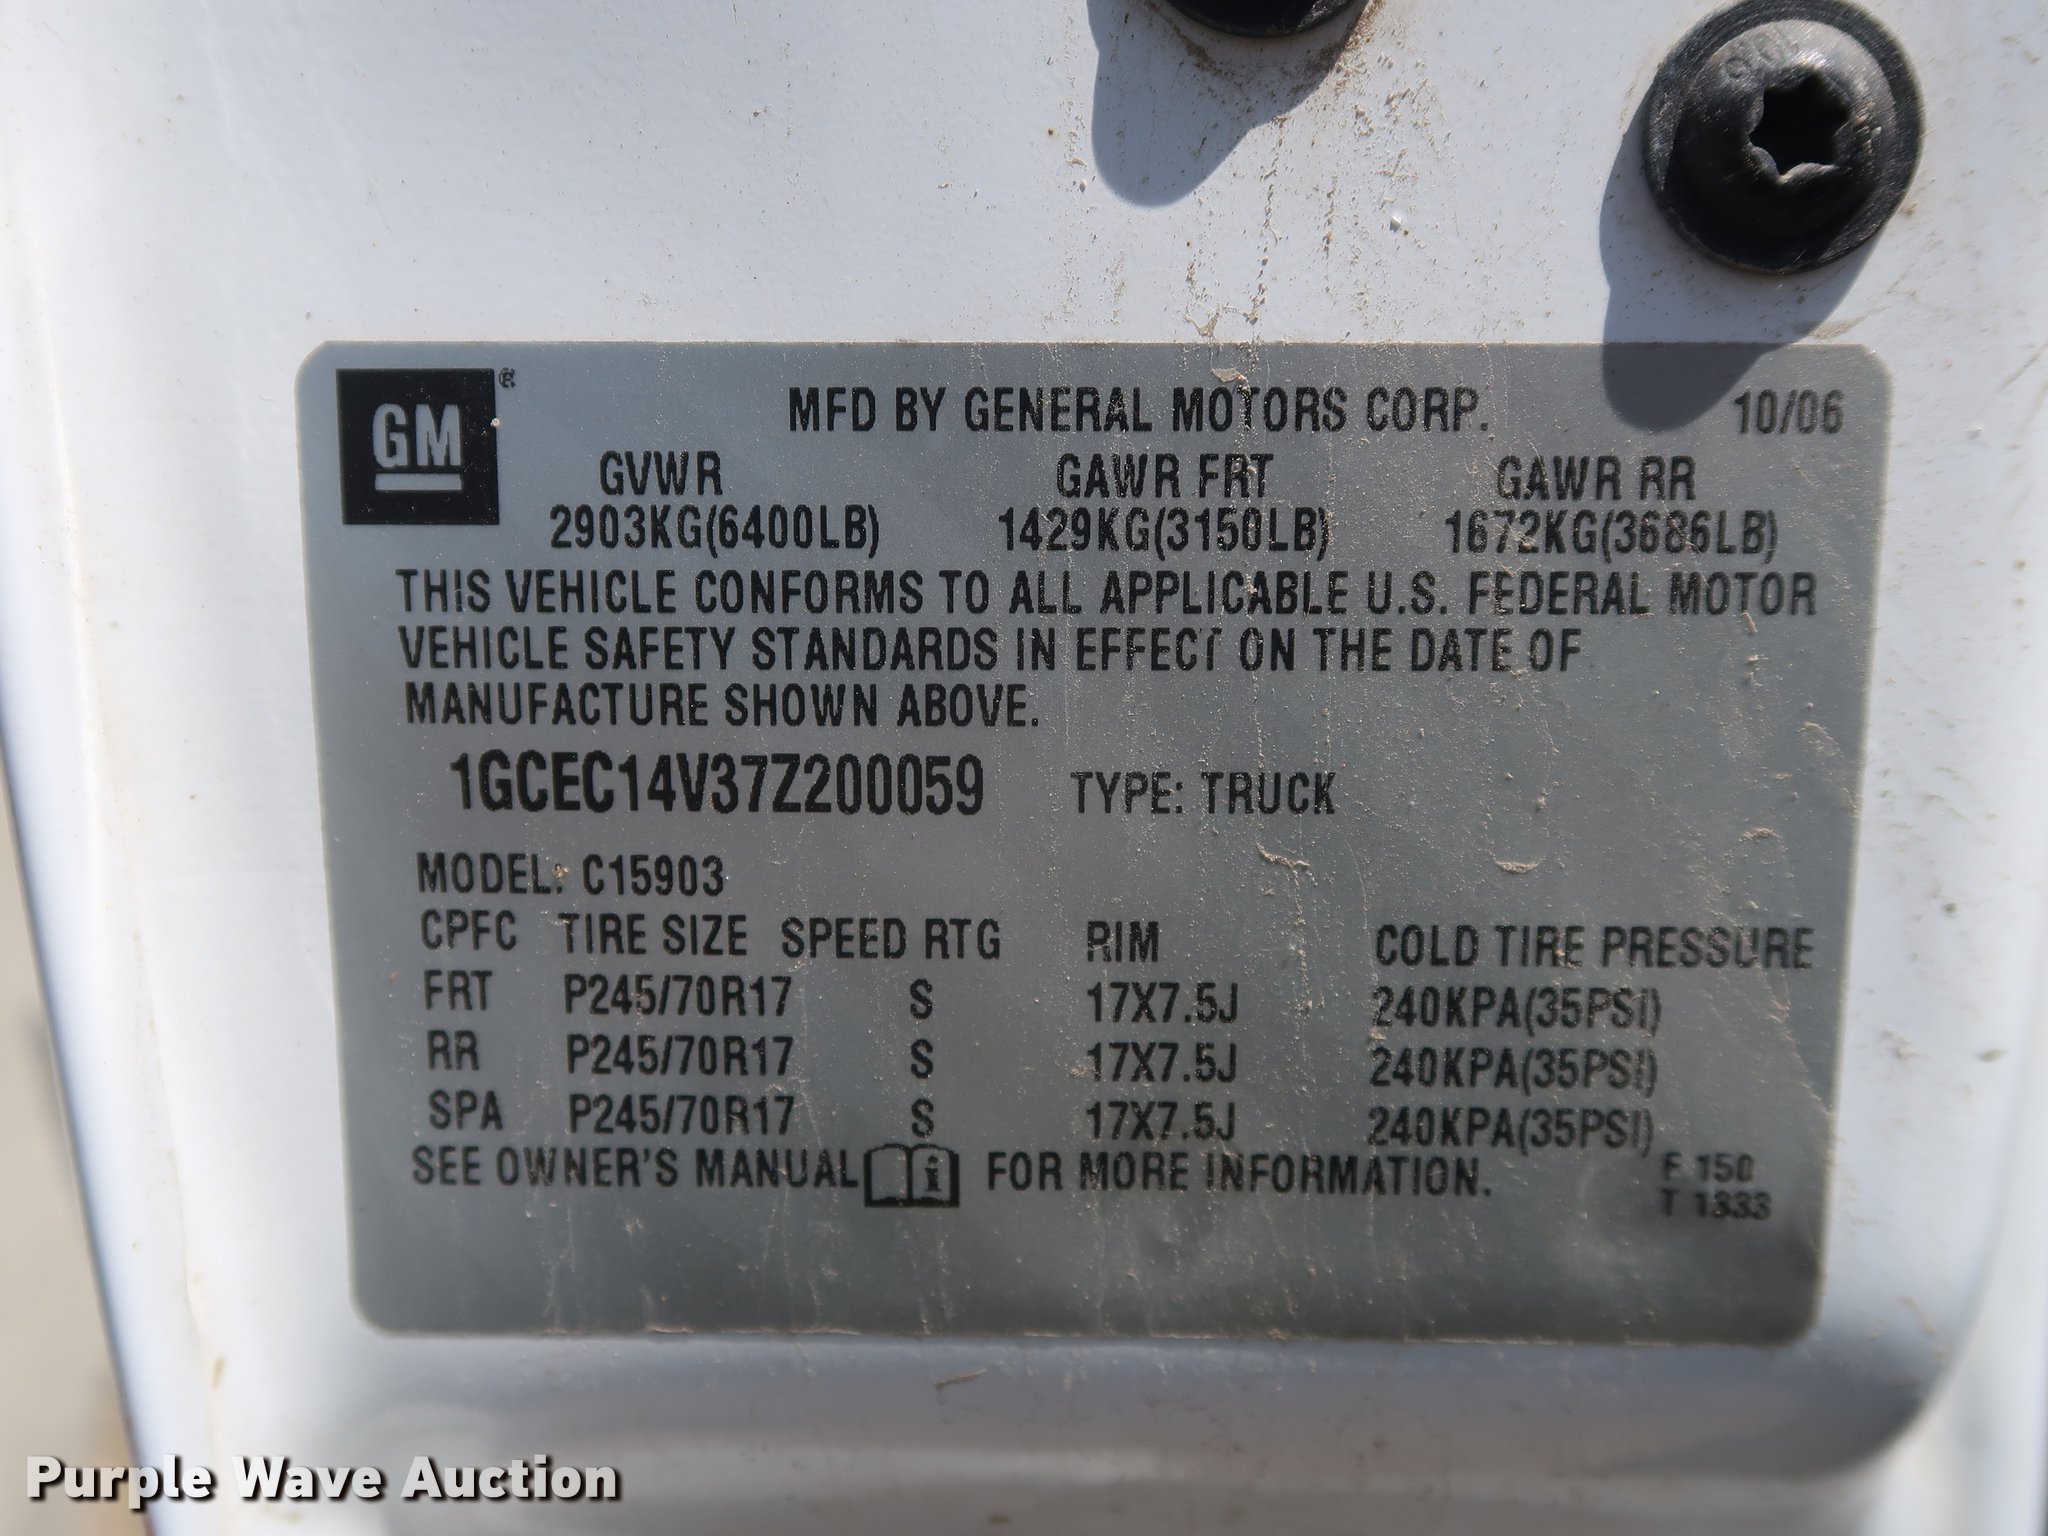 GM ®
MFD BY GENERAL MOTORS CORP. 10/06
GVWR GAWR FRT GAWR RR
2903KG(6400LB) 1429KG(3150LB) 1672KG(3686LB)
THIS VEHICLE CONFORMS TO ALL APPLICABLE U.S. FEDERAL MOTOR
VEHICLE SAFETY STANDARDS IN EFFECT ON THE DATE OF
MANUFACTURE SHOWN ABOVE.
1GCEC14V37Z200059 TYPE: TRUCK
MODEL: C15903
CPFC TIRE SIZE SPEED RTG RIM COLD TIRE PRESSURE
FRT P245/70R17 S 17X7.5J 240KPA(35PSI)
RR P245/70R17 S 17X7.5J 240KPA(35PSI)
SPA P245/70R17 S 17X7.5J 240KPA(35PSI)
SEE OWNER'S MANUAL i FOR MORE INFORMATION.
F 150
T 1333
Purple Wave Auction